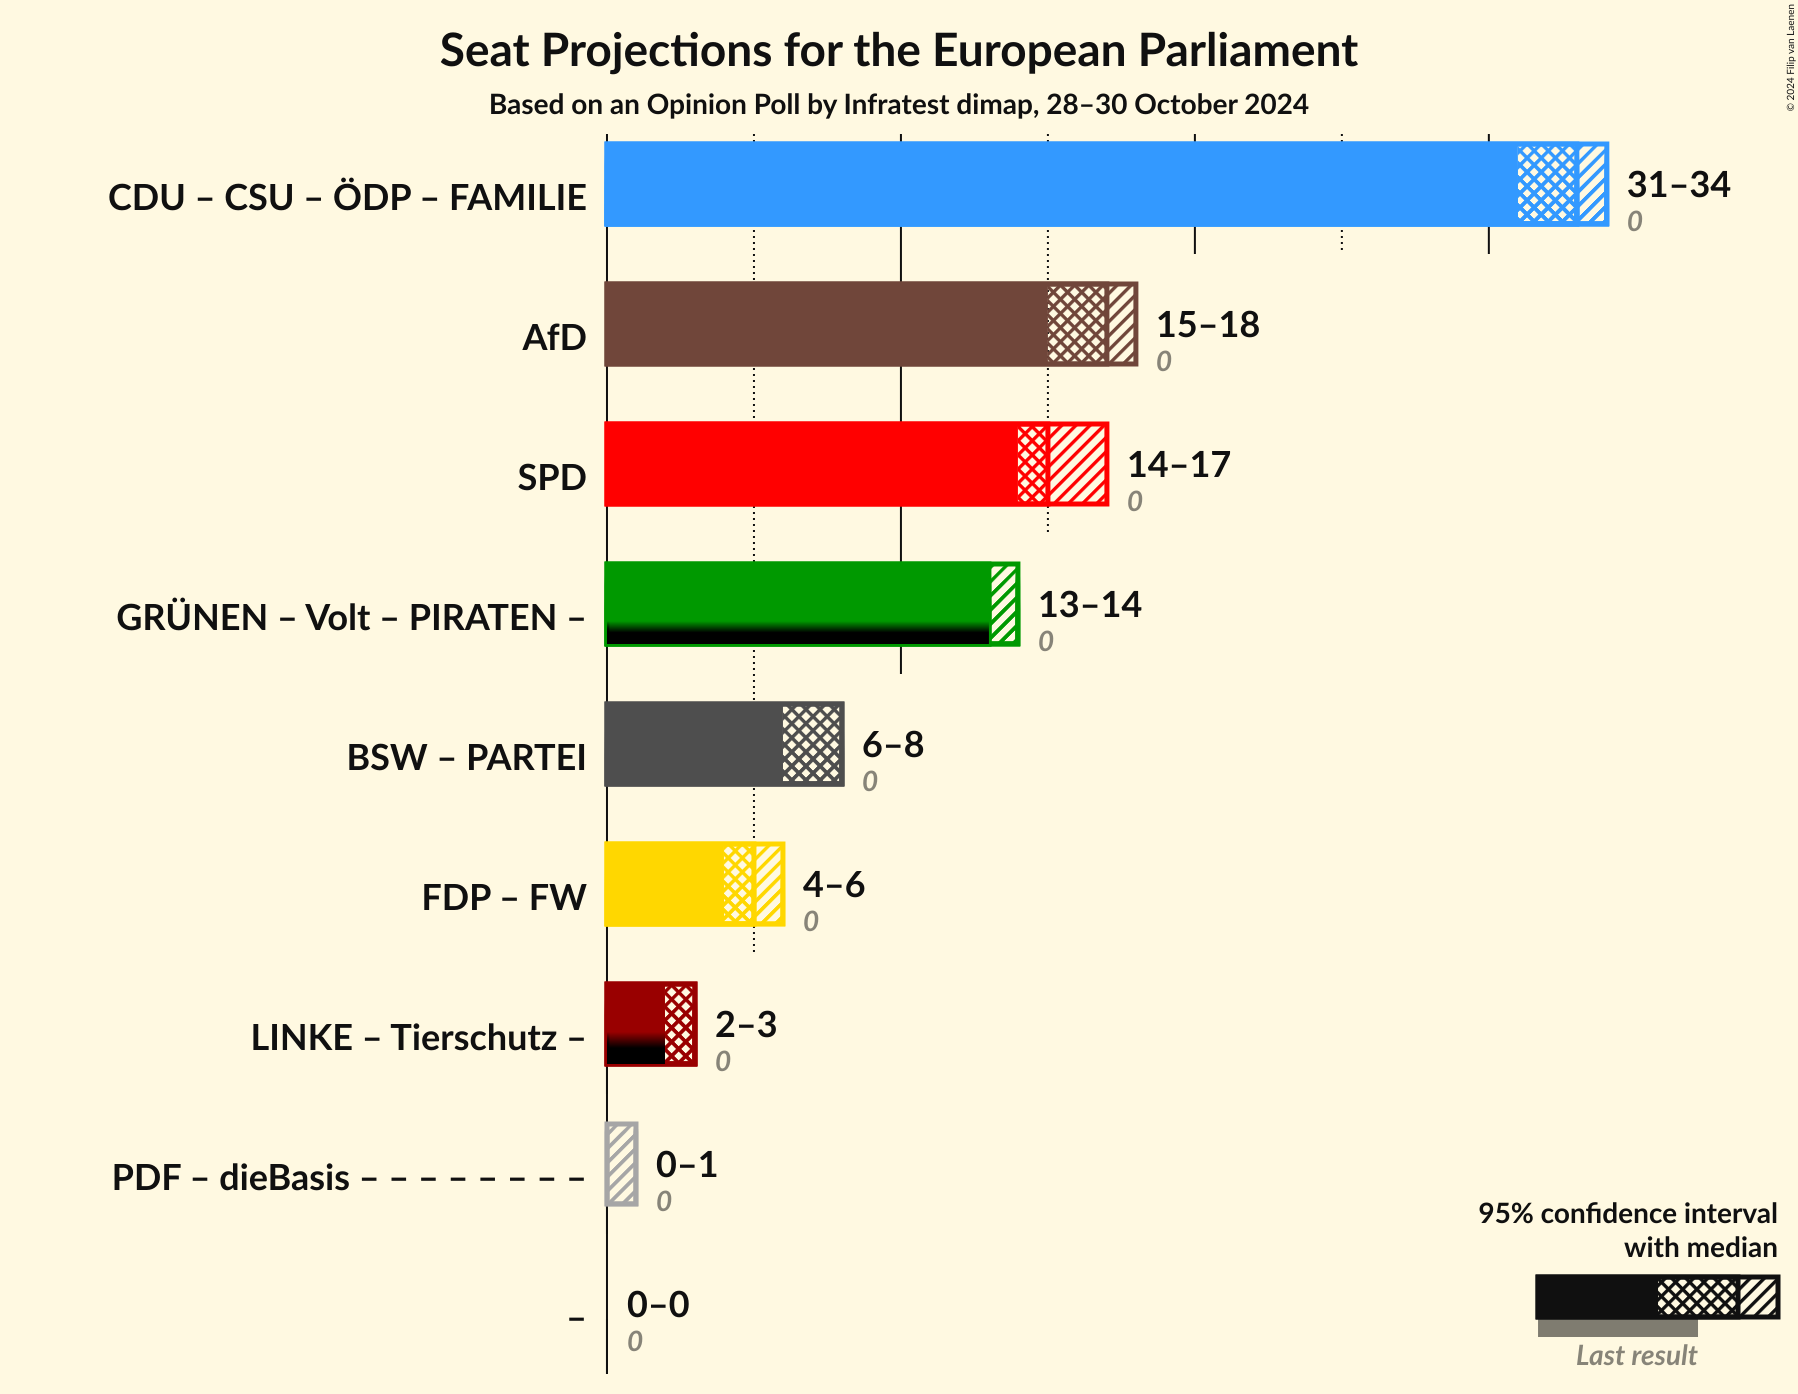 Seat Projections for the European Parliament
Based on an Opinion Poll by Infratest dimap, 28–30 October 2024
© 2024 Filip van Laenen
CDU – CSU – ÖDP – FAMILIE
31–34
0
AfD
15–18
0
SPD
14–17
0
GRÜNEN – Volt – PIRATEN –
13–14
0
BSW – PARTEI
6–8
0
FDP – FW
4–6
0
LINKE – Tierschutz –
2–3
0
PDF – dieBasis – – – – – – – –
0–1
0
–
0–0
0
95% confidence interval
with median
Last result